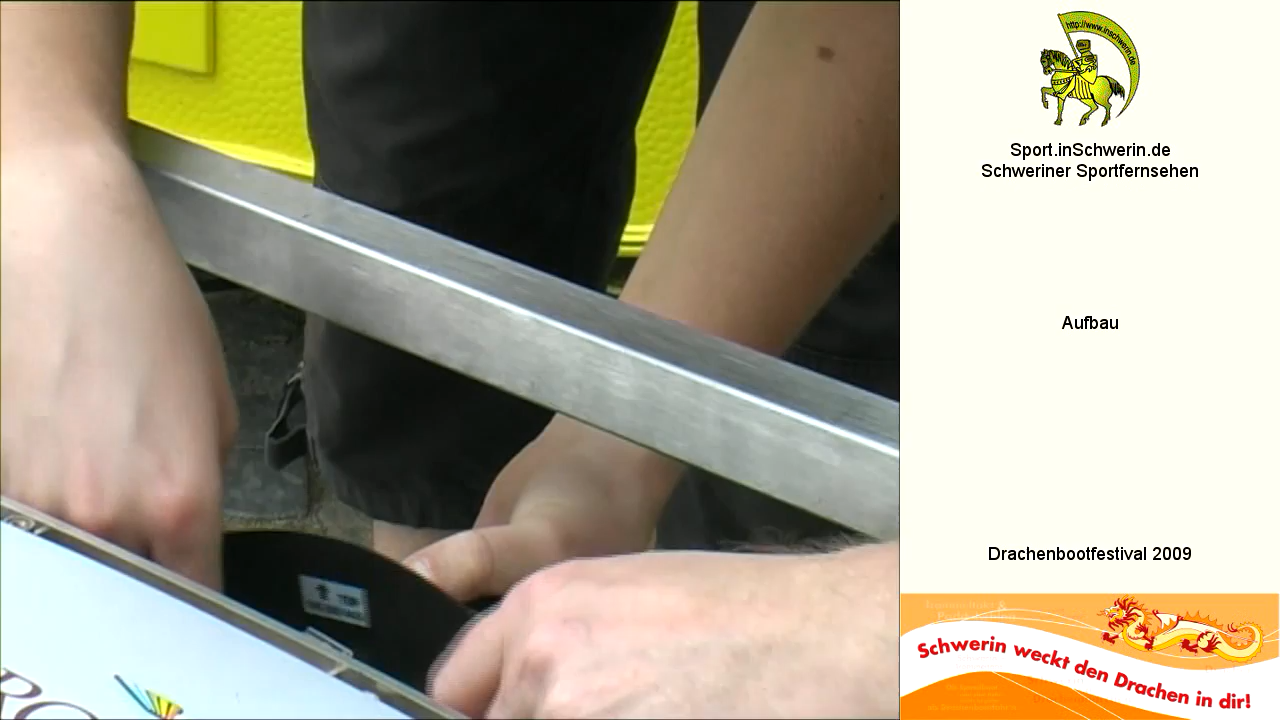 http://www.inschwerin.de
Sport.inSchwerin.de
Schweriner Sportfernsehen
Aufbau
Drachenbootfestival 2009
Schwerin weckt den Drachen in dir!